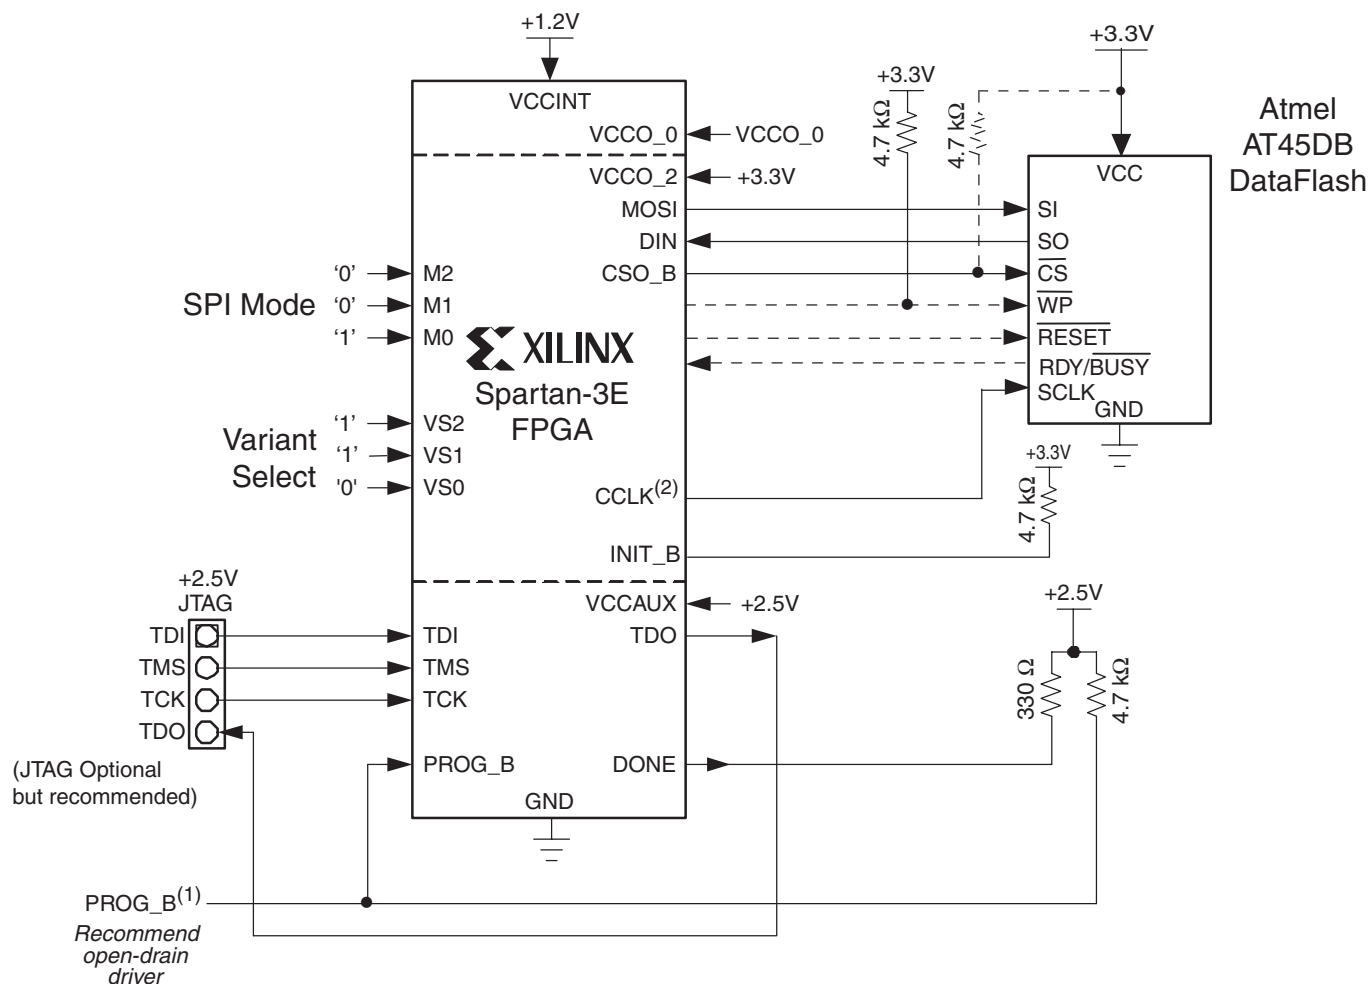 +1.2V
+3.3V
+3.3V
4.7 kΩ
4.7 kΩ
Atmel
AT45DB
DataFlash
VCCINT
VCCO_0
VCCO_0
VCCO_2
+3.3V
VCC
MOSI
SI
DIN
SO
SPI Mode
'0'
M2
CSO_B
CS
'0'
M1
WP
'1'
M0
RESET
XILINX
RDY/BUSY
Spartan-3E
FPGA
SCLK
GND
Variant
Select
'1'
VS2
'1'
VS1
'0'
VS0
+3.3V
4.7 kΩ
CCLK(2)
INIT_B
+2.5V
JTAG
VCCAUX
+2.5V
+2.5V
TDI
TDI
TDO
TMS
TMS
TCK
TCK
TDO
330 Ω
4.7 kΩ
(JTAG Optional
but recommended)
PROG_B
DONE
GND
PROG_B(1)
Recommend
open-drain
driver